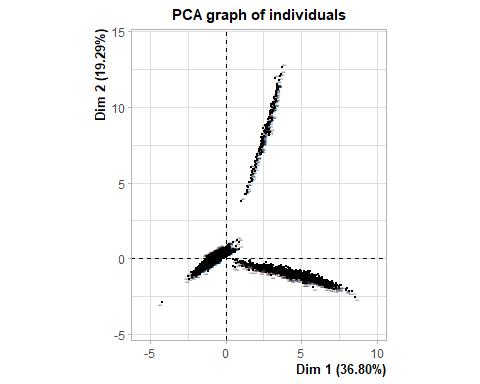 PCA graph of individuals
Dim 2 (19.29%)
15
10
5
0
-5
-5 0 5 10
Dim 1 (36.80%)